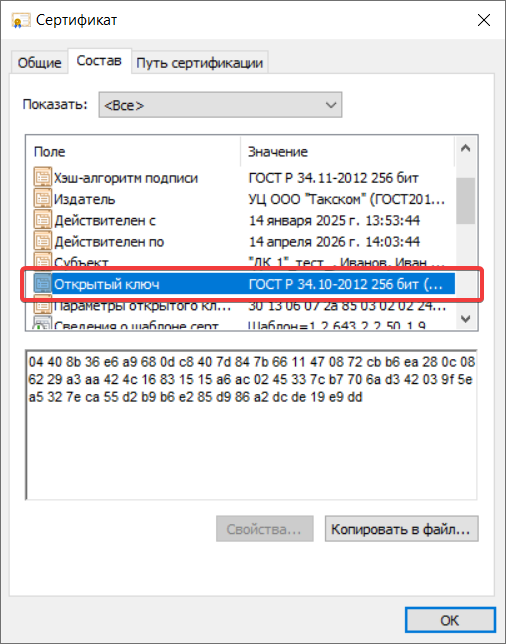 Сертификат
Общие Состав Путь сертификации
Показать: <Все>
Поле Значение
Хэш-алгоритм подписи ГОСТ Р 34.11-2012 256 бит
Издатель УЦ ООО "Такском" (ГОСТ201...
Действителен с 14 января 2025 г. 13:53:44
Действителен по 14 апреля 2026 г. 14:03:44
Субъект "ДК_1"_тест_, Иванов, Иван ...
Открытый ключ ГОСТ Р 34.10-2012 256 бит (...
Параметры открытого кл... 30 13 06 07 2a 85 03 02 02 24...
Сведения о шаблоне серт... Шаблон=1.2.643.2.2.50.1.9...
04 40 8b 36 e6 a9 68 0d c8 40 7d 84 7b 66 11 47 08 72 cb b6 ea 28 0c 08
62 29 a3 aa 42 4c 16 83 15 15 a6 ac 02 45 33 7c b7 70 6a d3 42 03 9f 5e
a5 32 7e ca 55 d2 b9 b6 e2 85 d9 86 a2 dc de 19 e9 dd
Свойства... Копировать в файл...
ОК